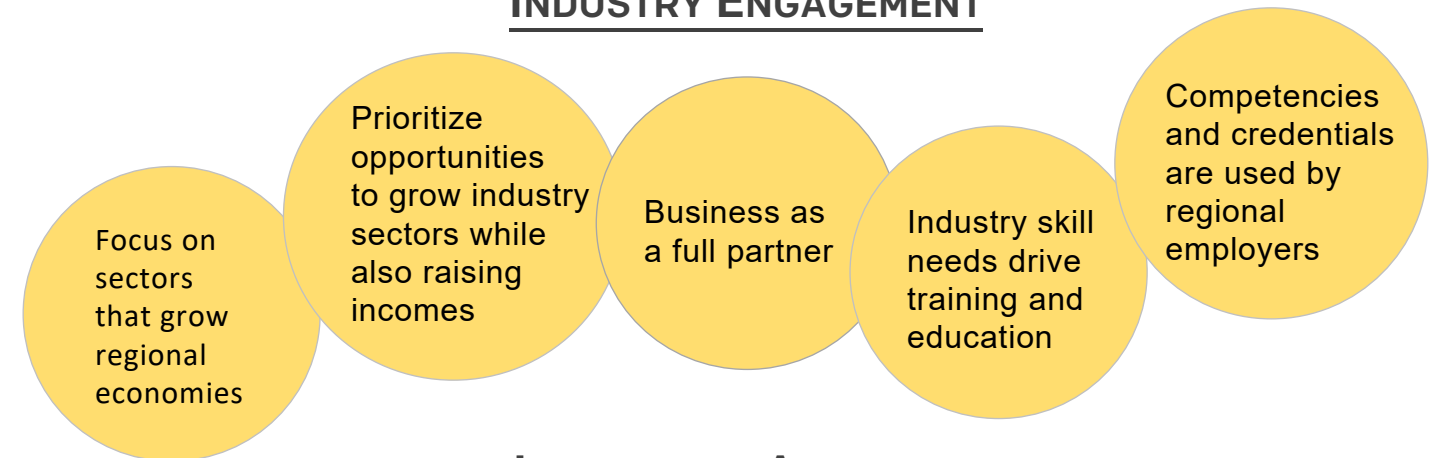 INDUSTRY ENGAGEMENT
Focus on
sectors
that grow
regional
economies
Prioritize
opportunities
to grow industry
sectors while
also raising
incomes
Business as
a full partner
Industry skill
needs drive
training and
education
Competencies
and credentials
are used by
regional
employers